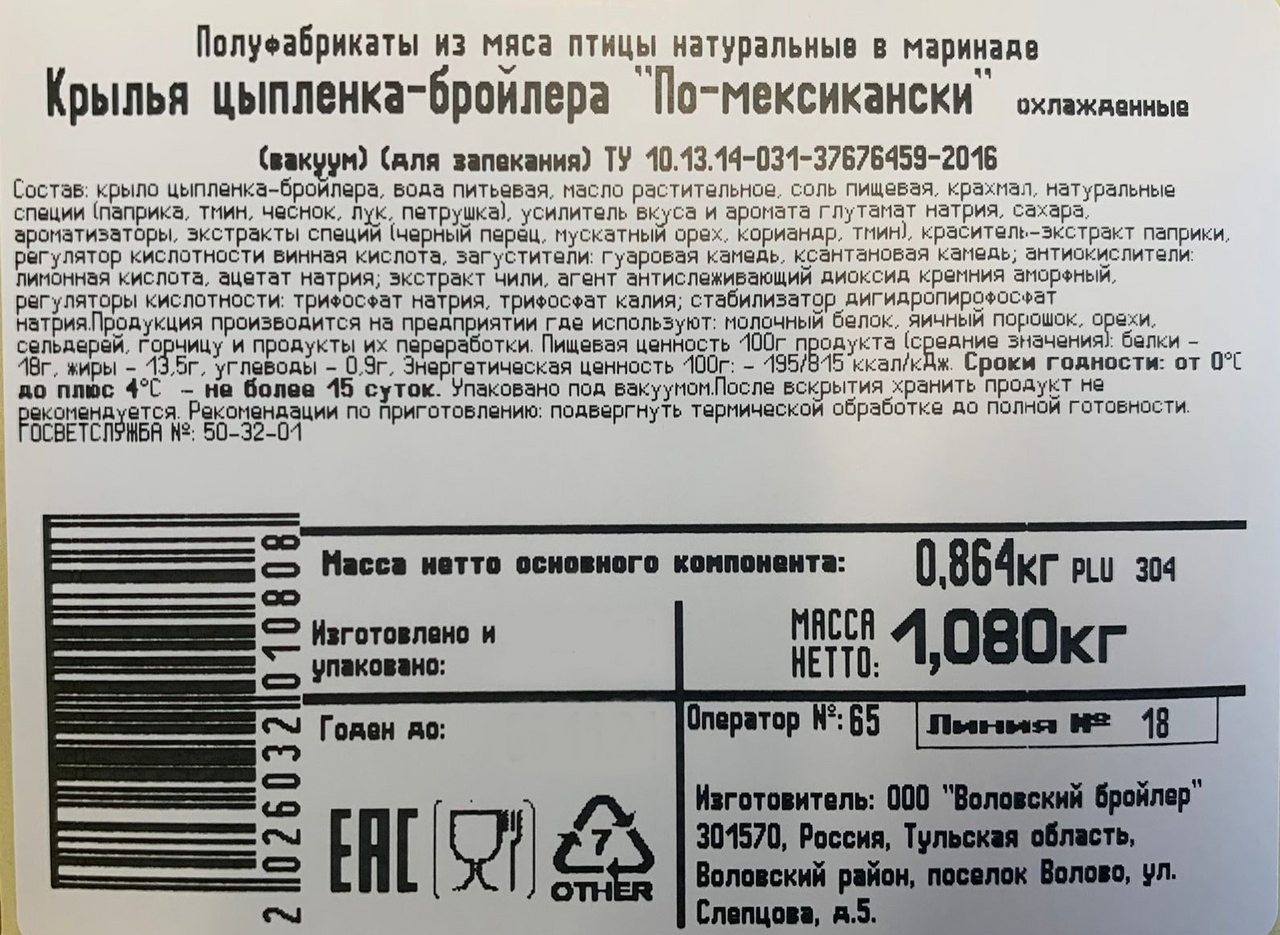 Полуфабрикаты из мяса птицы натуральные в маринаде
Крылья цыпленка-бройлера "По-мексикански" охлажденные
(вакуум) (для запекания) ТУ 10.13.14-031-37676459-2016
Состав: крыло цыпленка-бройлера, вода питьевая, масло растительное, соль пищевая, крахмал, натуральные
специи (паприка, тмин, чеснок, лук, петрушка), усилитель вкуса и аромата глутамат натрия, сахара,
ароматизаторы, экстракты специй (черный перец, мускатный орех, кориандр, тмин), краситель-экстракт паприки,
регулятор кислотности винная кислота, загустители: гуаровая камедь, ксантановая камедь; антиокислители:
лимонная кислота, ацетат натрия; экстракт чили, агент антислеживающий диоксид кремния аморфный,
регуляторы кислотности: трифосфат натрия, трифосфат калия; стабилизатор дигидропирофосфат
натрия.Продукция производится на предприятии где используют: молочный белок, яичный порошок, орехи,
сельдерей, горчицу и продукты их переработки. Пищевая ценность 100г продукта (средние значения): белки -
18г, жиры - 13,5г, углеводы - 0,9г, Энергетическая ценность 100г: - 195/815 ккал/кДж. Сроки годности: от 0°С
до плюс 4°С - не более 15 суток. Упаковано под вакуумом.После вскрытия хранить продукт не
рекомендуется. Рекомендации по приготовлению: подвергнуть термической обработке до полной готовности.
ГОСВЕТСЛУЖБА №: 50-32-01
Масса нетто основного компонента: 0,864кг PLU 304
Изготовлено и
упаковано:
МАССА
НЕТТО: 1,080кг
Годен до:
Оператор №: 65 Линия № 18
Изготовитель: ООО "Воловский бройлер"
301570, Россия, Тульская область,
Воловский район, поселок Волово, ул.
Слепцова, д.5.
EAC
7
OTHER
2 026032 010808